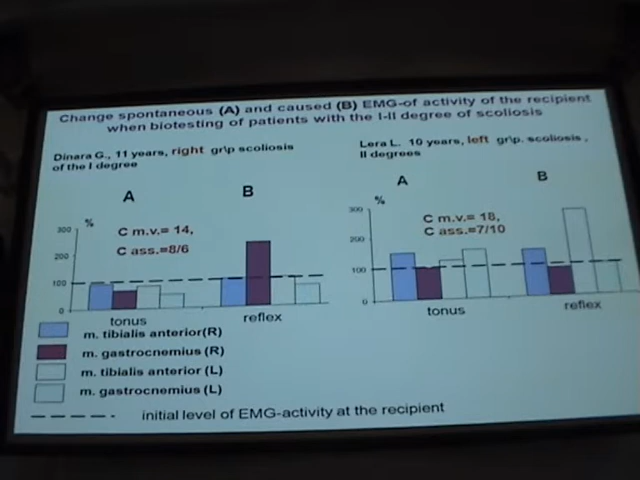 Change spontaneous (A) and caused (B) EMG-of activity of the recipient
when biotesting of patients with the I-II degree of scoliosis
Dinara G., 11 years, right gr\p scoliosis
of the I degree
A
B
%
C m.v.= 14,
C ass.=8/6
300
200
100
0
tonus
reflex
Lera L. 10 years, left gr\p. scoliosis,
II degrees
A
B
%
C m.v.= 18,
C ass.=7/10
300
200
100
0
tonus
reflex
m. tibialis anterior(R)
m. gastrocnemius (R)
m. tibialis anterior (L)
m. gastrocnemius (L)
initial level of EMG-activity at the recipient